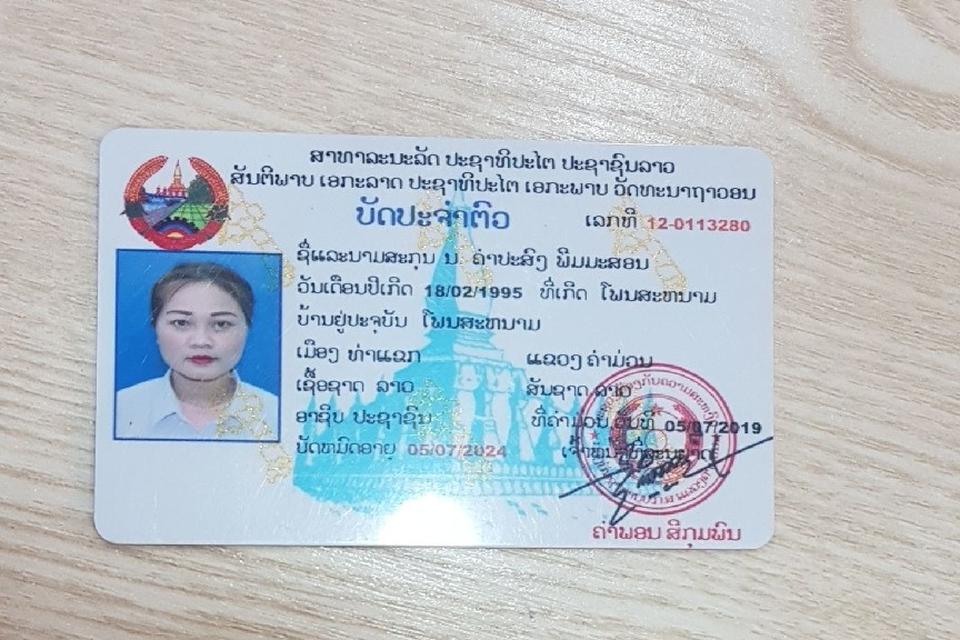 ສາທາລະນະລັດ ປະຊາທິປະໄຕ ປະຊາຊົນລາວ
ສັນຕິພາບ ເອກະລາດ ປະຊາທິປະໄຕ ເອກະພາບ ວັດທະນາຖາວອນ
ບັດປະຈຳຕົວ ເລກທີ 12-0113280
ຊື່ແລະນາມສະກຸນ ນ. ຄຳປະສົງ ພິມມະສອນ
ວັນເດືອນປີເກີດ 18/02/1995 ທີ່ເກີດ ໂພນສະຫນາມ
ບ້ານຢູ່ປະຈຸບັນ ໂພນສະຫນາມ
ເມືອງ ທ່າແຂກ ແຂວງ ຄຳມ່ວນ
ເຊື້ອຊາດ ລາວ ສັນຊາດ ລາວ
ອາຊີບ ປະຊາຊົນ ທີ່ຄຳມ່ວນ ວັນທີ 05/07/2019
ບັດຫມົດອາຍຸ 05/07/2024
ຄຳພອນ ສີກຸມພົນ